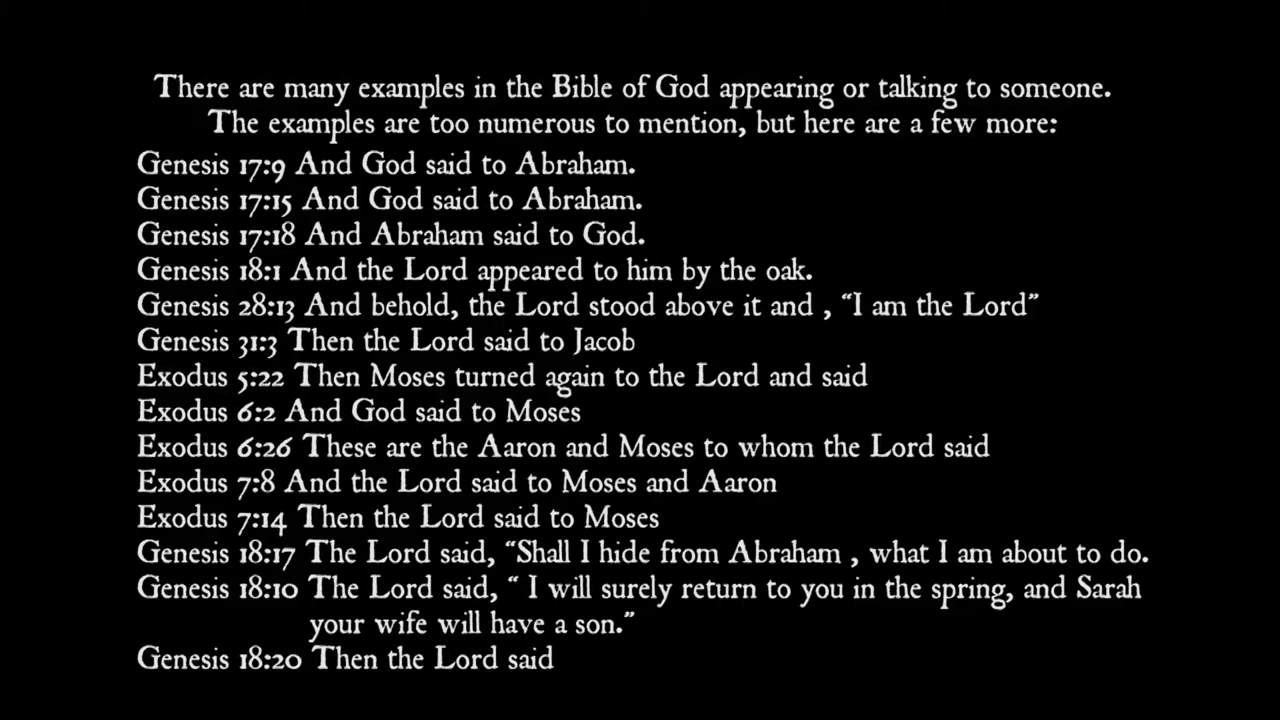 There are many examples in the Bible of God appearing or talking to someone.
The examples are too numerous to mention, but here are a few more:
Genesis 17:9 And God said to Abraham.
Genesis 17:15 And God said to Abraham.
Genesis 17:18 And Abraham said to God.
Genesis 18:1 And the Lord appeared to him by the oak.
Genesis 28:13 And behold, the Lord stood above it and , “I am the Lord”
Genesis 31:3 Then the Lord said to Jacob
Exodus 5:22 Then Moses turned again to the Lord and said
Exodus 6:2 And God said to Moses
Exodus 6:26 These are the Aaron and Moses to whom the Lord said
Exodus 7:8 And the Lord said to Moses and Aaron
Exodus 7:14 Then the Lord said to Moses
Genesis 18:17 The Lord said, “Shall I hide from Abraham , what I am about to do.
Genesis 18:10 The Lord said, “ I will surely return to you in the spring, and Sarah
your wife will have a son.”
Genesis 18:20 Then the Lord said